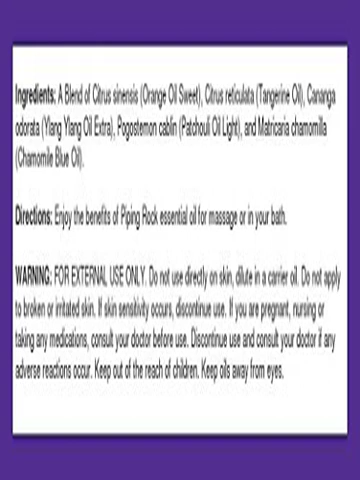 Ingredients: A Blend of Citrus sinensis (Orange Oil Sweet), Citrus reticulata (Tangerine Oil), Cananga
odorata (Ylang Ylang Oil Extra), Pogostemon cablin (Patchouli Oil Light), and Matricaria chamomilla
(Chamomile Blue Oil).
Directions: Enjoy the benefits of Piping Rock essential oil for massage or in your bath.
WARNING: FOR EXTERNAL USE ONLY. Do not use directly on skin, dilute in a carrier oil. Do not apply
to broken or irritated skin. If skin sensitivity occurs, discontinue use. If you are pregnant, nursing or
taking any medications, consult your doctor before use. Discontinue use and consult your doctor if any
adverse reactions occur. Keep out of the reach of children. Keep oils away from eyes.